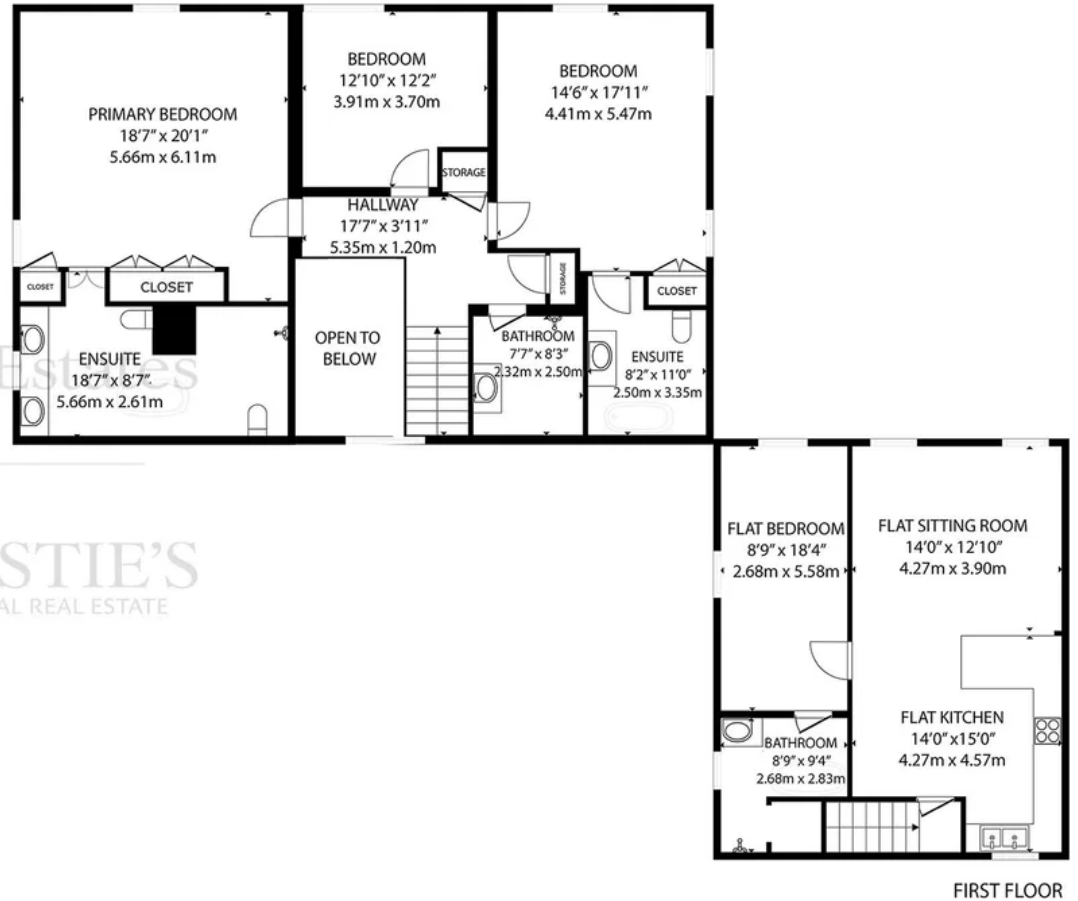 PRIMARY BEDROOM
18'7" x 20'1"
5.66m x 6.11m
BEDROOM
12'10" x 12'2"
3.91m x 3.70m
BEDROOM
14'6" x 17'11"
4.41m x 5.47m
STORAGE
HALLWAY
17'7" x 3'11"
5.35m x 1.20m
STORAGE
CLOSET
CLOSET
CLOSET
OPEN TO
BELOW
BATHROOM
7'7" x 8'3"
2.32m x 2.50m
ENSUITE
8'2" x 11'0"
2.50m x 3.35m
ENSUITE
18'7" x 8'7"
5.66m x 2.61m
Estates
STIE'S
AL REAL ESTATE
FLAT BEDROOM
8'9" x 18'4"
2.68m x 5.58m
FLAT SITTING ROOM
14'0" x 12'10"
4.27m x 3.90m
FLAT KITCHEN
14'0" x15'0"
4.27m x 4.57m
BATHROOM
8'9" x 9'4"
2.68m x 2.83m
FIRST FLOOR